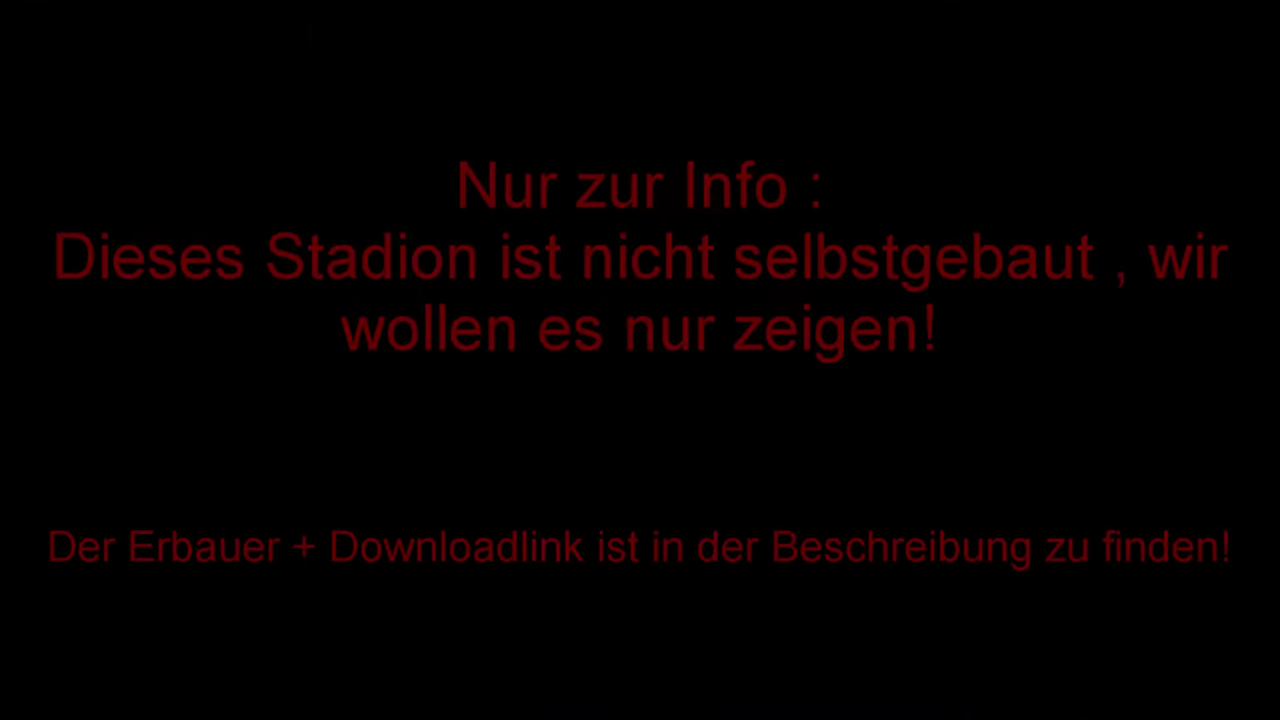 Nur zur Info :
Dieses Stadion ist nicht selbstgebaut , wir
wollen es nur zeigen!
Der Erbauer + Downloadlink ist in der Beschreibung zu finden!